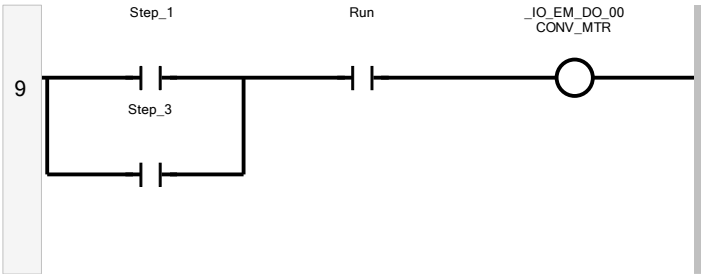 Step_1
Run
_IO_EM_DO_00
CONV_MTR
9
Step_3